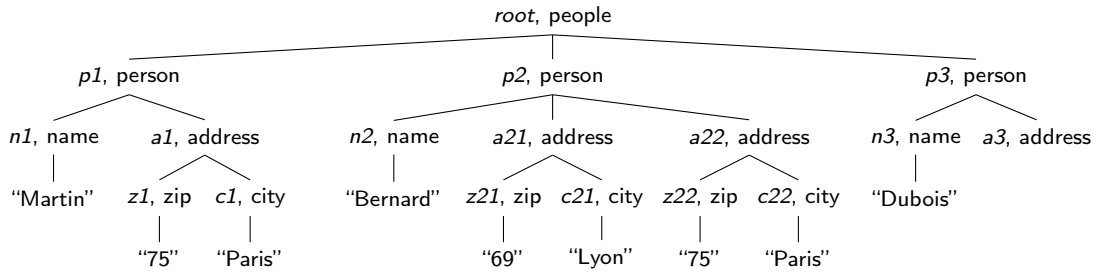 root, people
p1, person p2, person p3, person
n1, name a1, address n2, name a21, address a22, address n3, name a3, address
“Martin” z1, zip c1, city “Bernard” z21, zip c21, city z22, zip c22, city “Dubois”
“75” “Paris” “69” “Lyon” “75” “Paris”